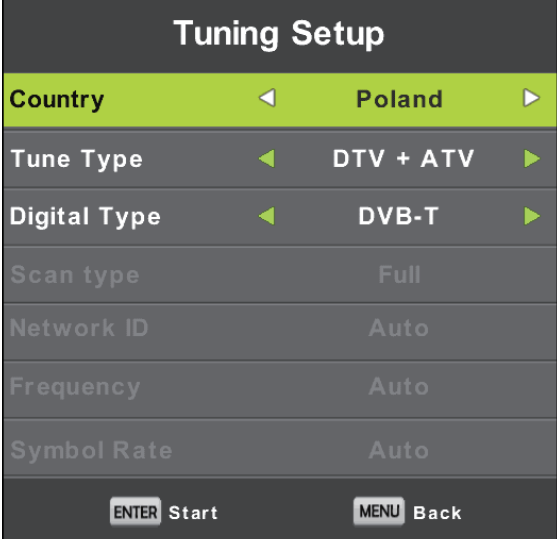 Tuning Setup
Country Poland
Tune Type DTV + ATV
Digital Type DVB-T
Scan type Full
Network ID Auto
Frequency Auto
Symbol Rate Auto
ENTER Start MENU Back